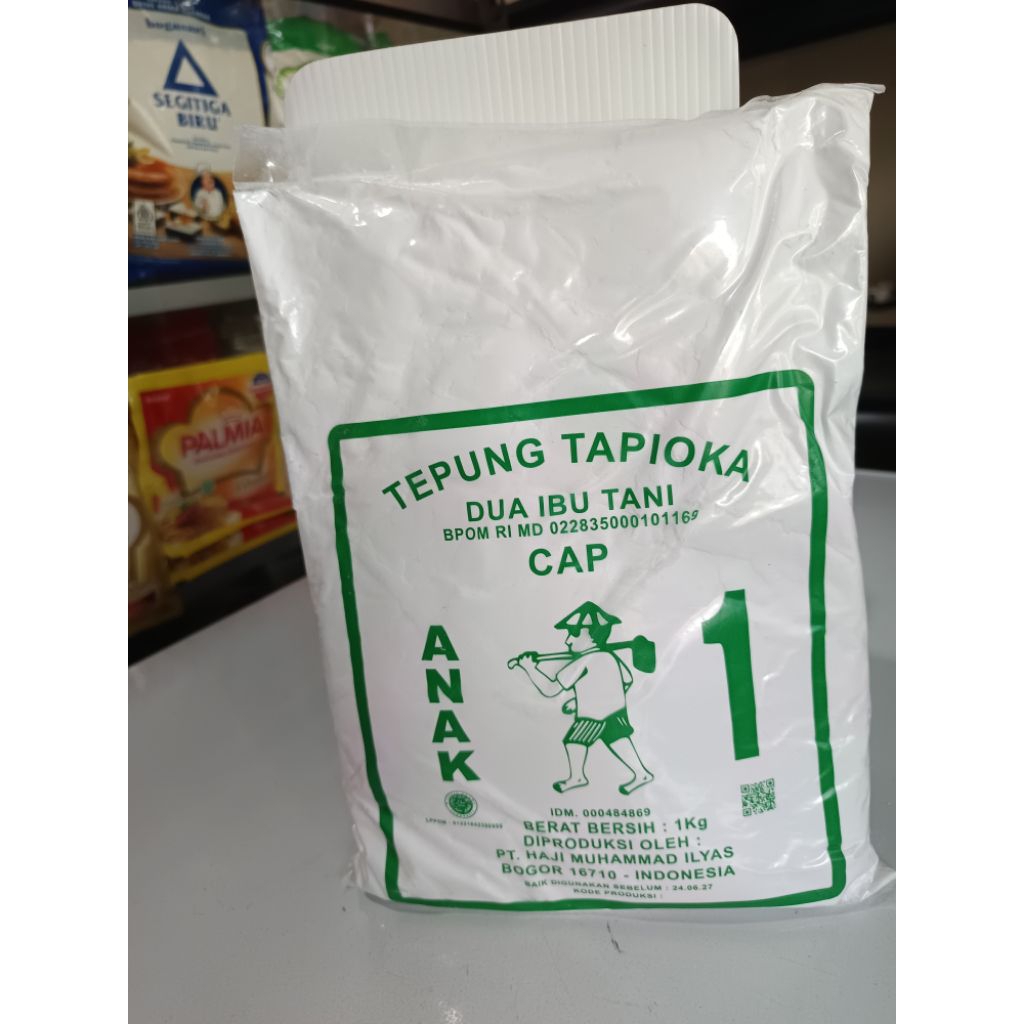 bogasari
SEGITIGA
BIRU
PALMIA
TEPUNG TAPIOKA
DUA IBU TANI
BPOM RI MD 022835000101169
CAP
ANAK
1
IDM. 000484869
BERAT BERSIH : 1Kg
DIPRODUKSI OLEH :
PT. HAJI MUHAMMAD ILYAS
BOGOR 16710 - INDONESIA
BAIK DIGUNAKAN SEBELUM : 24.06.27
KODE PRODUKSI :